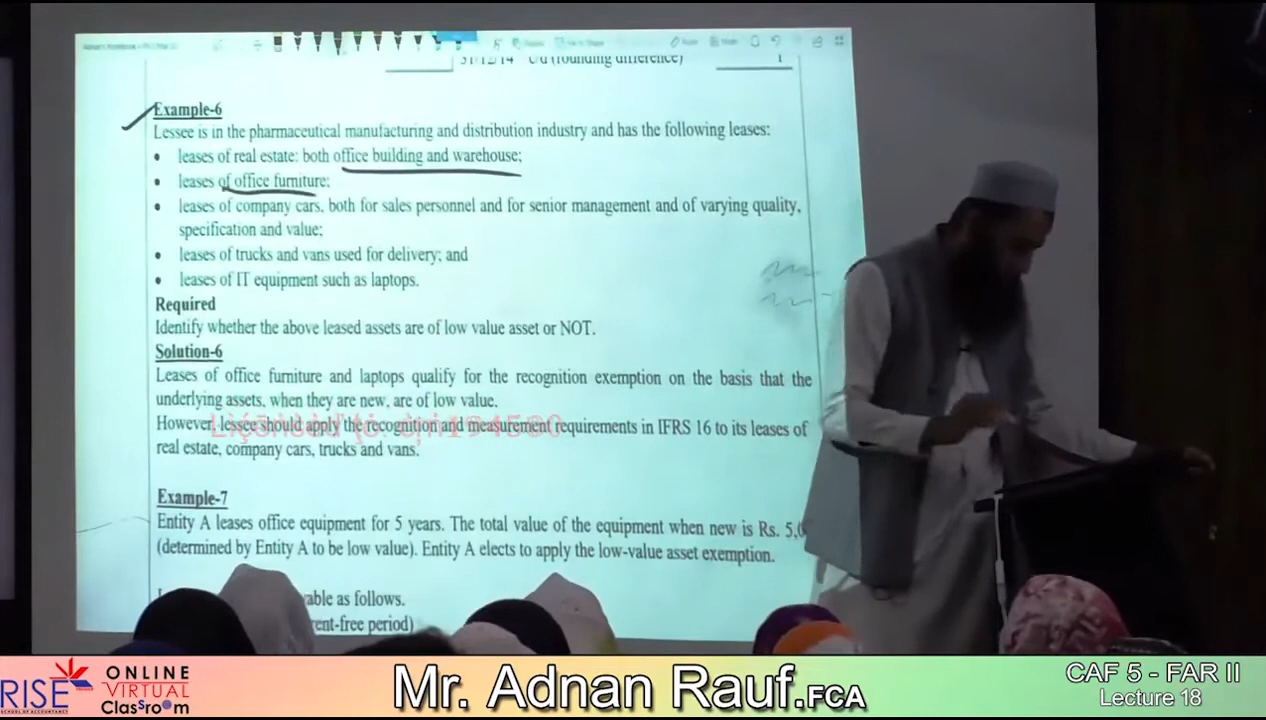 31/12/14 c/d (rounding difference) 1
Example-6
Lessee is in the pharmaceutical manufacturing and distribution industry and has the following leases:
• leases of real estate: both office building and warehouse;
• leases of office furniture;
• leases of company cars, both for sales personnel and for senior management and of varying quality,
specification and value;
• leases of trucks and vans used for delivery; and
• leases of IT equipment such as laptops.
Required
Identify whether the above leased assets are of low value asset or NOT.
Solution-6
Leases of office furniture and laptops qualify for the recognition exemption on the basis that the
underlying assets, when they are new, are of low value.
However, lessee should apply the recognition and measurement requirements in IFRS 16 to its leases of
real estate, company cars, trucks and vans.
Example-7
Entity A leases office equipment for 5 years. The total value of the equipment when new is Rs. 5,0
(determined by Entity A to be low value). Entity A elects to apply the low-value asset exemption.
able as follows.
rent-free period)
RISE
SCHOOL OF ACCOUNTANCY
ONLINE
VIRTUAL
Classroom
Mr. Adnan Rauf.FCA
CAF 5 - FAR II
Lecture 18